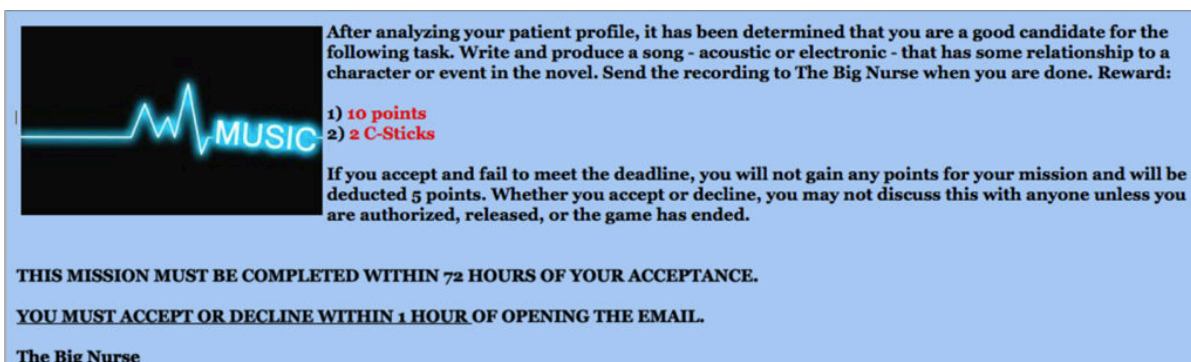 After analyzing your patient profile, it has been determined that you are a good candidate for the
following task. Write and produce a song - acoustic or electronic - that has some relationship to a
character or event in the novel. Send the recording to The Big Nurse when you are done. Reward:
1) 10 points
2) 2 C-Sticks
MUSIC
If you accept and fail to meet the deadline, you will not gain any points for your mission and will be
deducted 5 points. Whether you accept or decline, you may not discuss this with anyone unless you
are authorized, released, or the game has ended.
THIS MISSION MUST BE COMPLETED WITHIN 72 HOURS OF YOUR ACCEPTANCE.
YOU MUST ACCEPT OR DECLINE WITHIN 1 HOUR OF OPENING THE EMAIL.
The Big Nurse